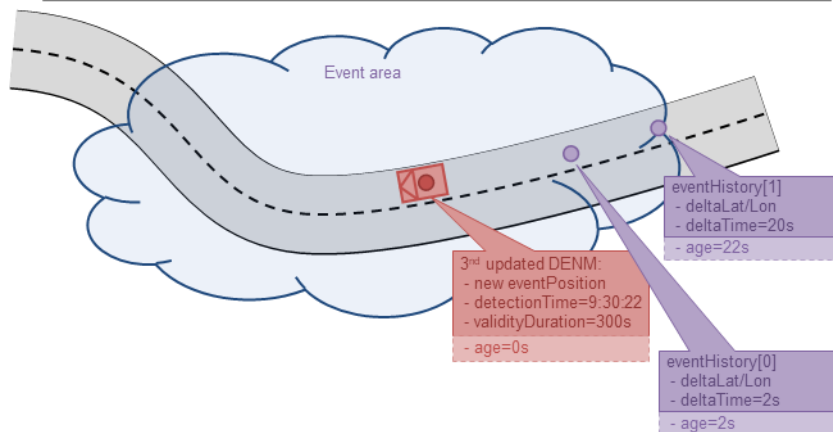 Event area
eventHistory[1]
- deltaLat/Lon
- deltaTime=20s
- age=22s
3nd updated DENM:
- new eventPosition
- detectionTime=9:30:22
- validityDuration=300s
- age=0s
eventHistory[0]
- deltaLat/Lon
- deltaTime=2s
- age=2s